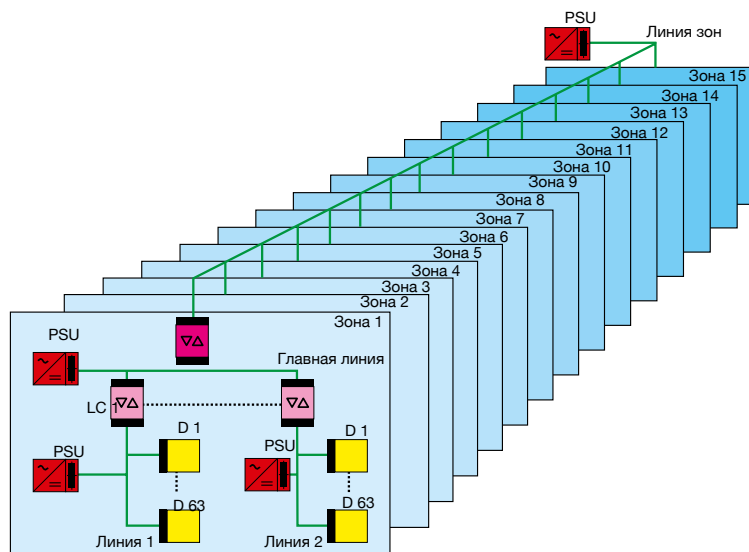 PSU
Линия зон
Зона 15
Зона 14
Зона 13
Зона 12
Зона 11
Зона 10
Зона 9
Зона 8
Зона 7
Зона 6
Зона 5
Зона 4
Зона 3
Зона 2
Зона 1
PSU
Главная линия
LC 1
D 1
D 1
PSU
PSU
D 63
D 63
Линия 1
Линия 2